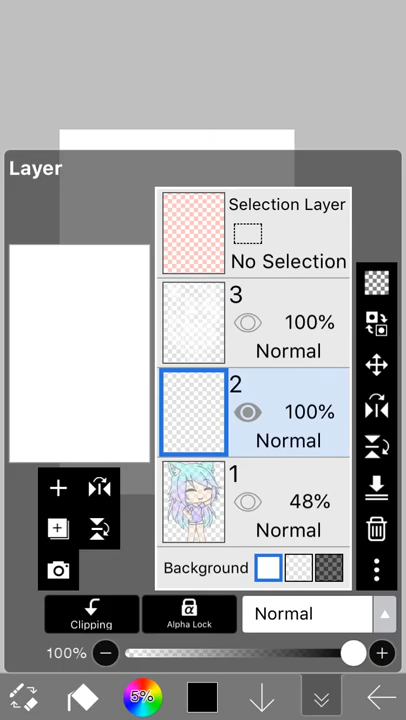 Layer
Selection Layer
No Selection
3
100%
Normal
2
100%
Normal
1
48%
Normal
Background
Clipping
Alpha Lock
Normal
100%
5%